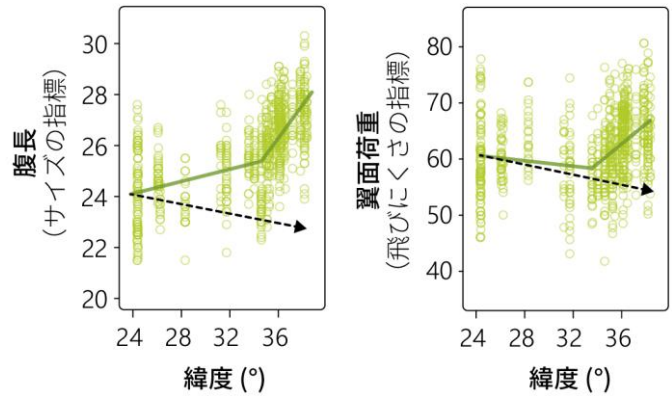 30
28
26
24
22
20
腹長
(サイズの指標)
24 28 32 36
緯度 (°)
80
70
60
50
40
翼面荷重
(飛びにくさの指標)
24 28 32 36
緯度 (°)